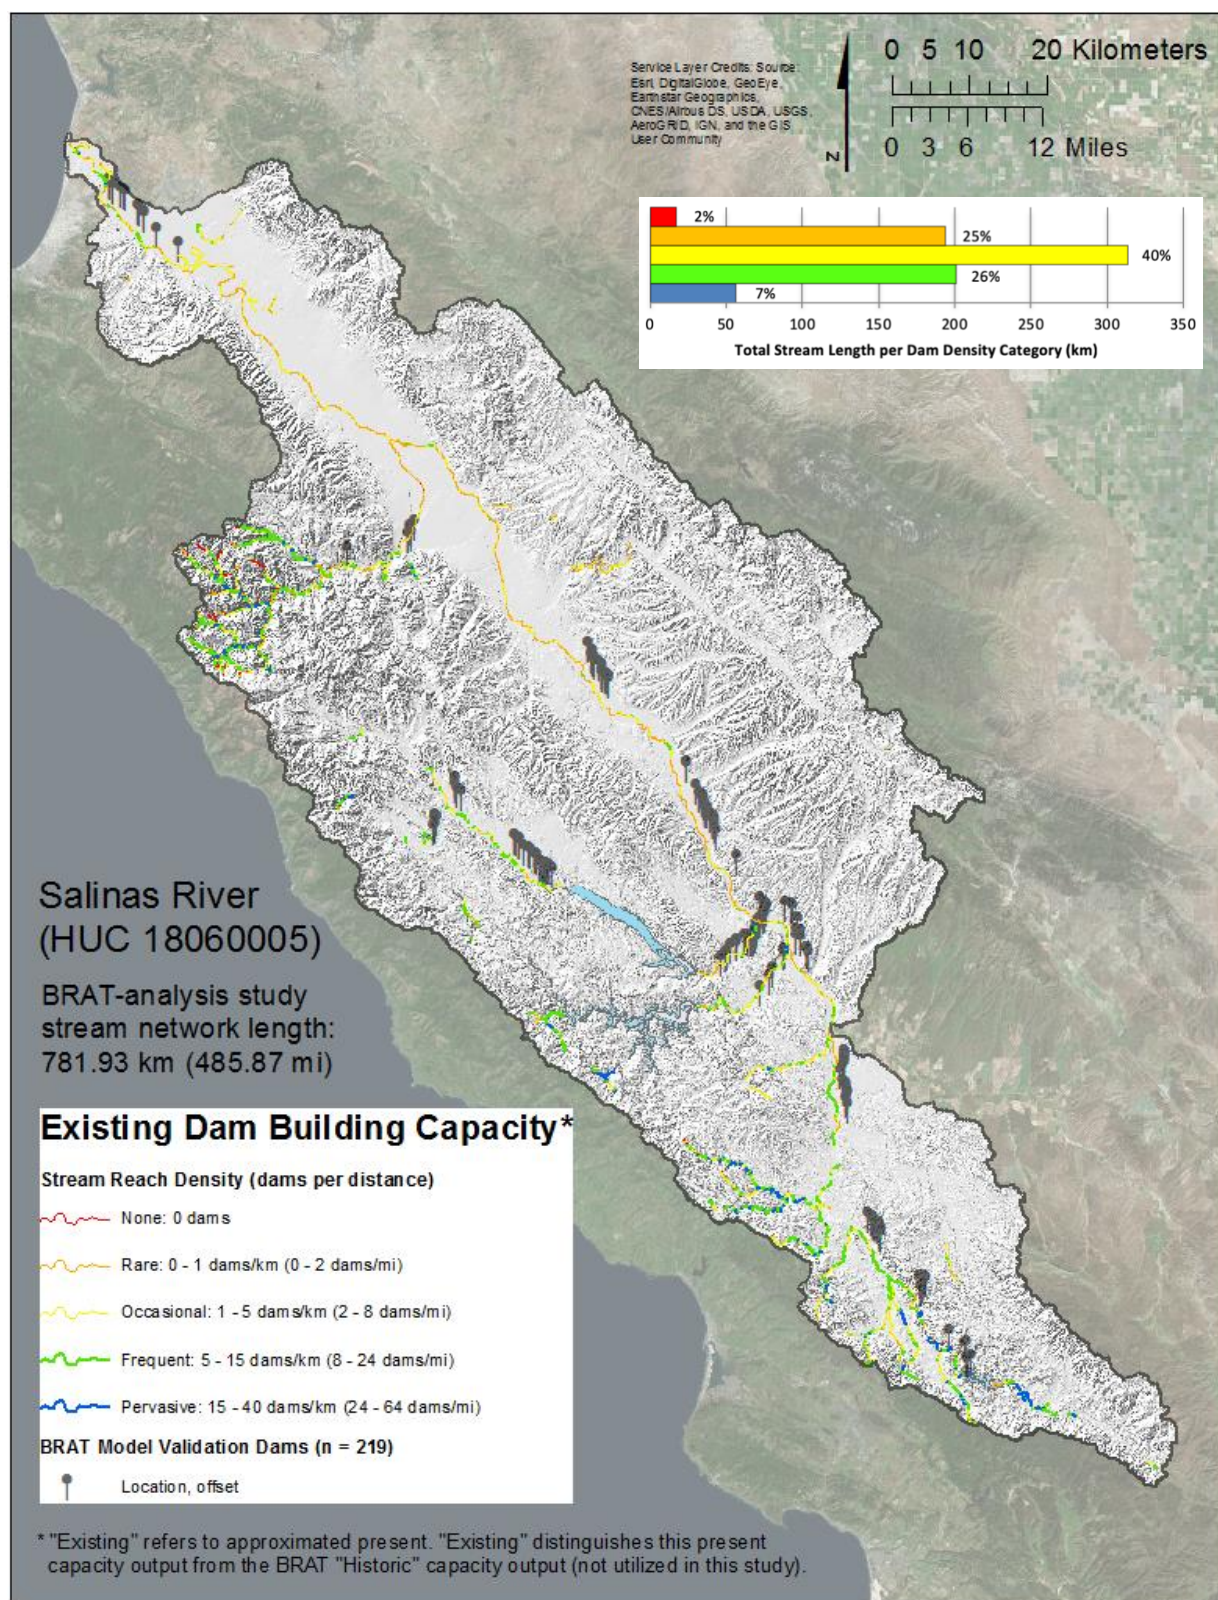 Service Layer Credits: Source:
Esri, DigitalGlobe, GeoEye,
Earthstar Geographics,
CNES/Airbus DS, USDA, USGS,
AeroGRID, IGN, and the GIS
User Community
N
0 5 10 20 Kilometers
0 3 6 12 Miles
2%
25%
40%
26%
7%
0 50 100 150 200 250 300 350
Total Stream Length per Dam Density Category (km)
Salinas River
(HUC 18060005)
BRAT-analysis study
stream network length:
781.93 km (485.87 mi)
Existing Dam Building Capacity*
Stream Reach Density (dams per distance)
None: 0 dams
Rare: 0 - 1 dams/km (0 - 2 dams/mi)
Occasional: 1 - 5 dams/km (2 - 8 dams/mi)
Frequent: 5 - 15 dams/km (8 - 24 dams/mi)
Pervasive: 15 - 40 dams/km (24 - 64 dams/mi)
BRAT Model Validation Dams (n = 219)
Location, offset
* "Existing" refers to approximated present. "Existing" distinguishes this present
capacity output from the BRAT "Historic" capacity output (not utilized in this study).